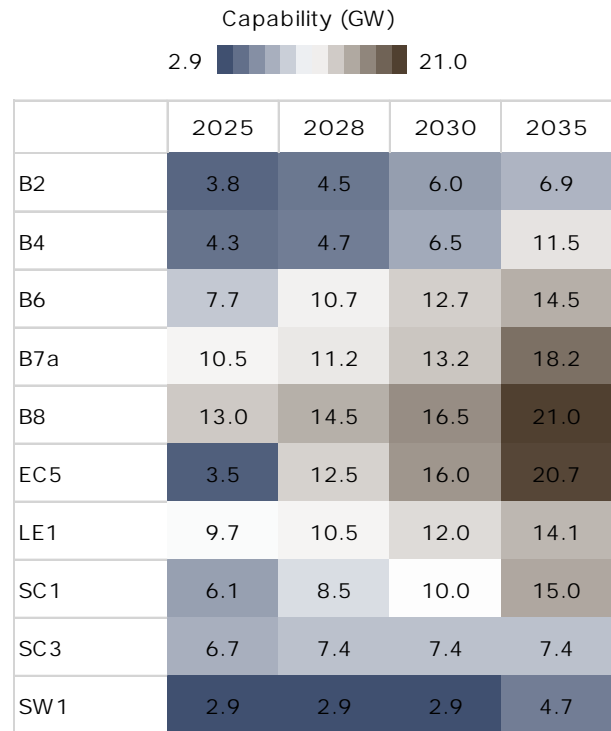 Capability (GW)
2.9 21.0
2025 2028 2030 2035
B2 3.8 4.5 6.0 6.9
B4 4.3 4.7 6.5 11.5
B6 7.7 10.7 12.7 14.5
B7a 10.5 11.2 13.2 18.2
B8 13.0 14.5 16.5 21.0
EC5 3.5 12.5 16.0 20.7
LE1 9.7 10.5 12.0 14.1
SC1 6.1 8.5 10.0 15.0
SC3 6.7 7.4 7.4 7.4
SW1 2.9 2.9 2.9 4.7